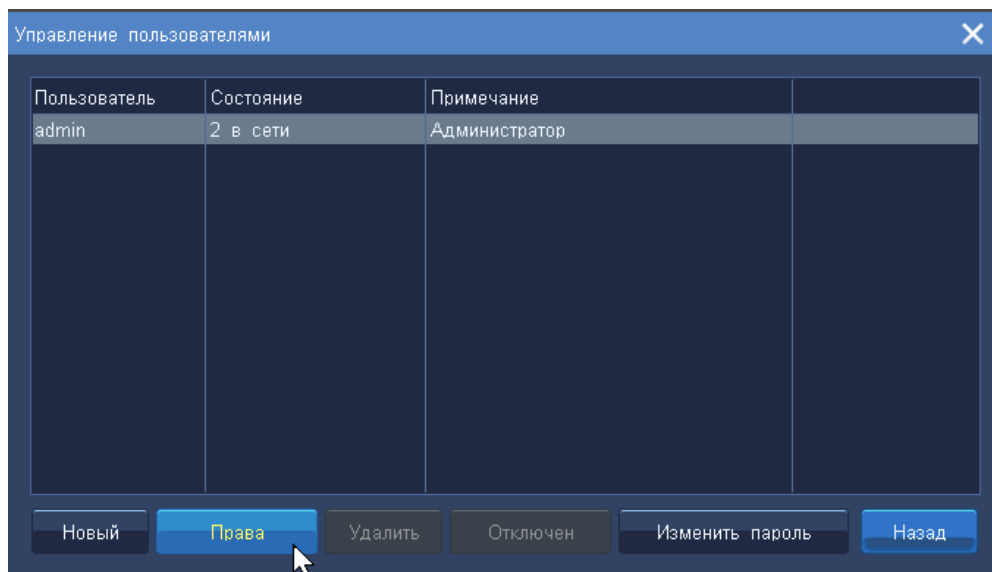 Управление пользователями
Пользователь Состояние Примечание
admin 2 в сети Администратор
Новый Права Удалить Отключен Изменить пароль Назад